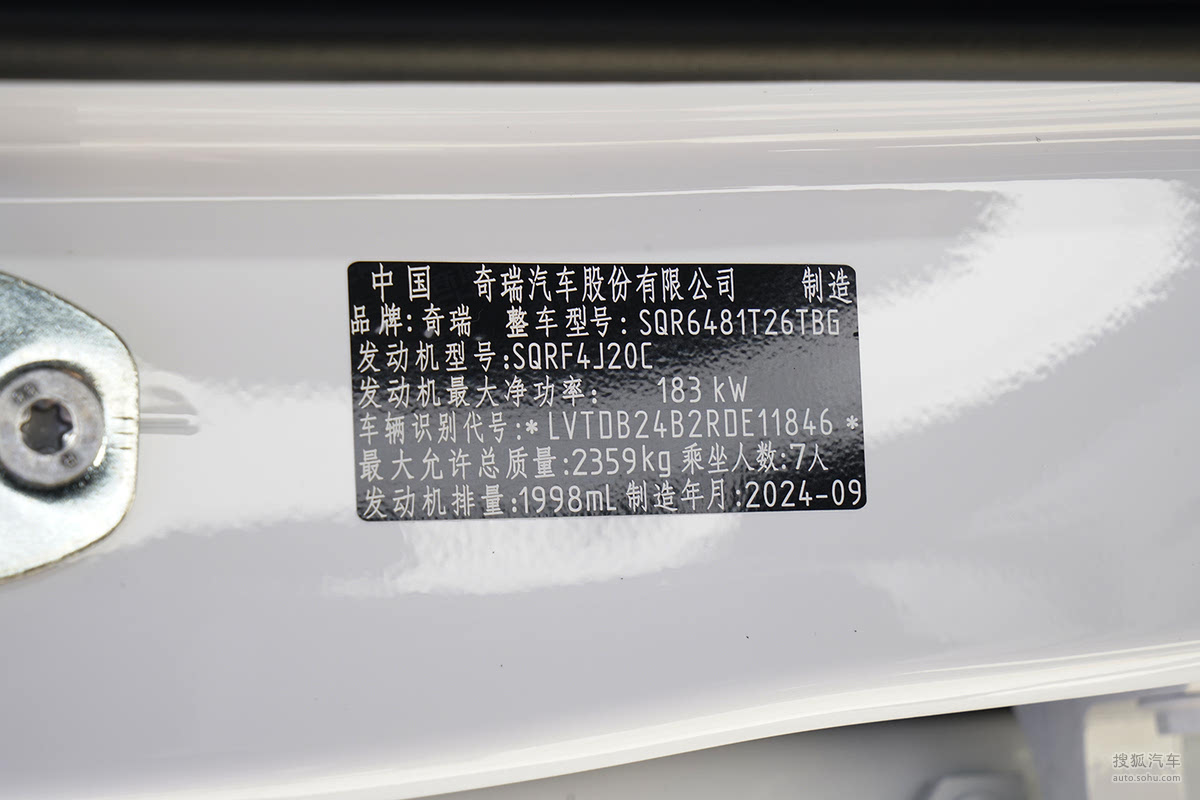 中国 奇瑞汽车股份有限公司 制造
品牌:奇瑞 整车型号:SQR6481T26TBG
发动机型号:SQRF4J20C
发动机最大净功率: 183 kW
车辆识别代号:*LVTDB24B2RDE11846*
最大允许总质量:2359kg 乘坐人数:7人
发动机排量:1998mL 制造年月:2024-09
搜狐汽车
auto.sohu.com